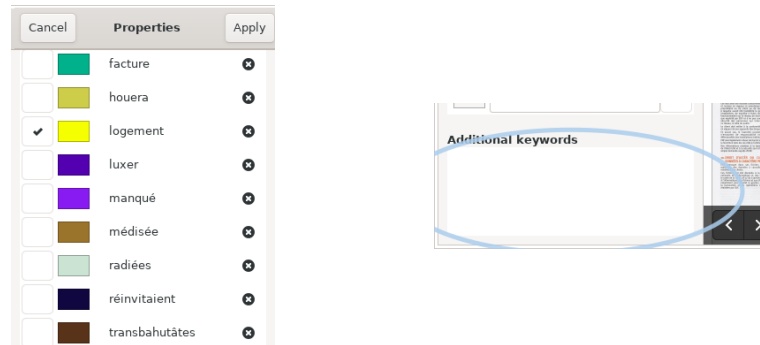 Cancel Properties Apply
facture
houera
logement
luxer
manqué
médisée
radiées
réinvitaient
transbahutâtes
Additional keywords